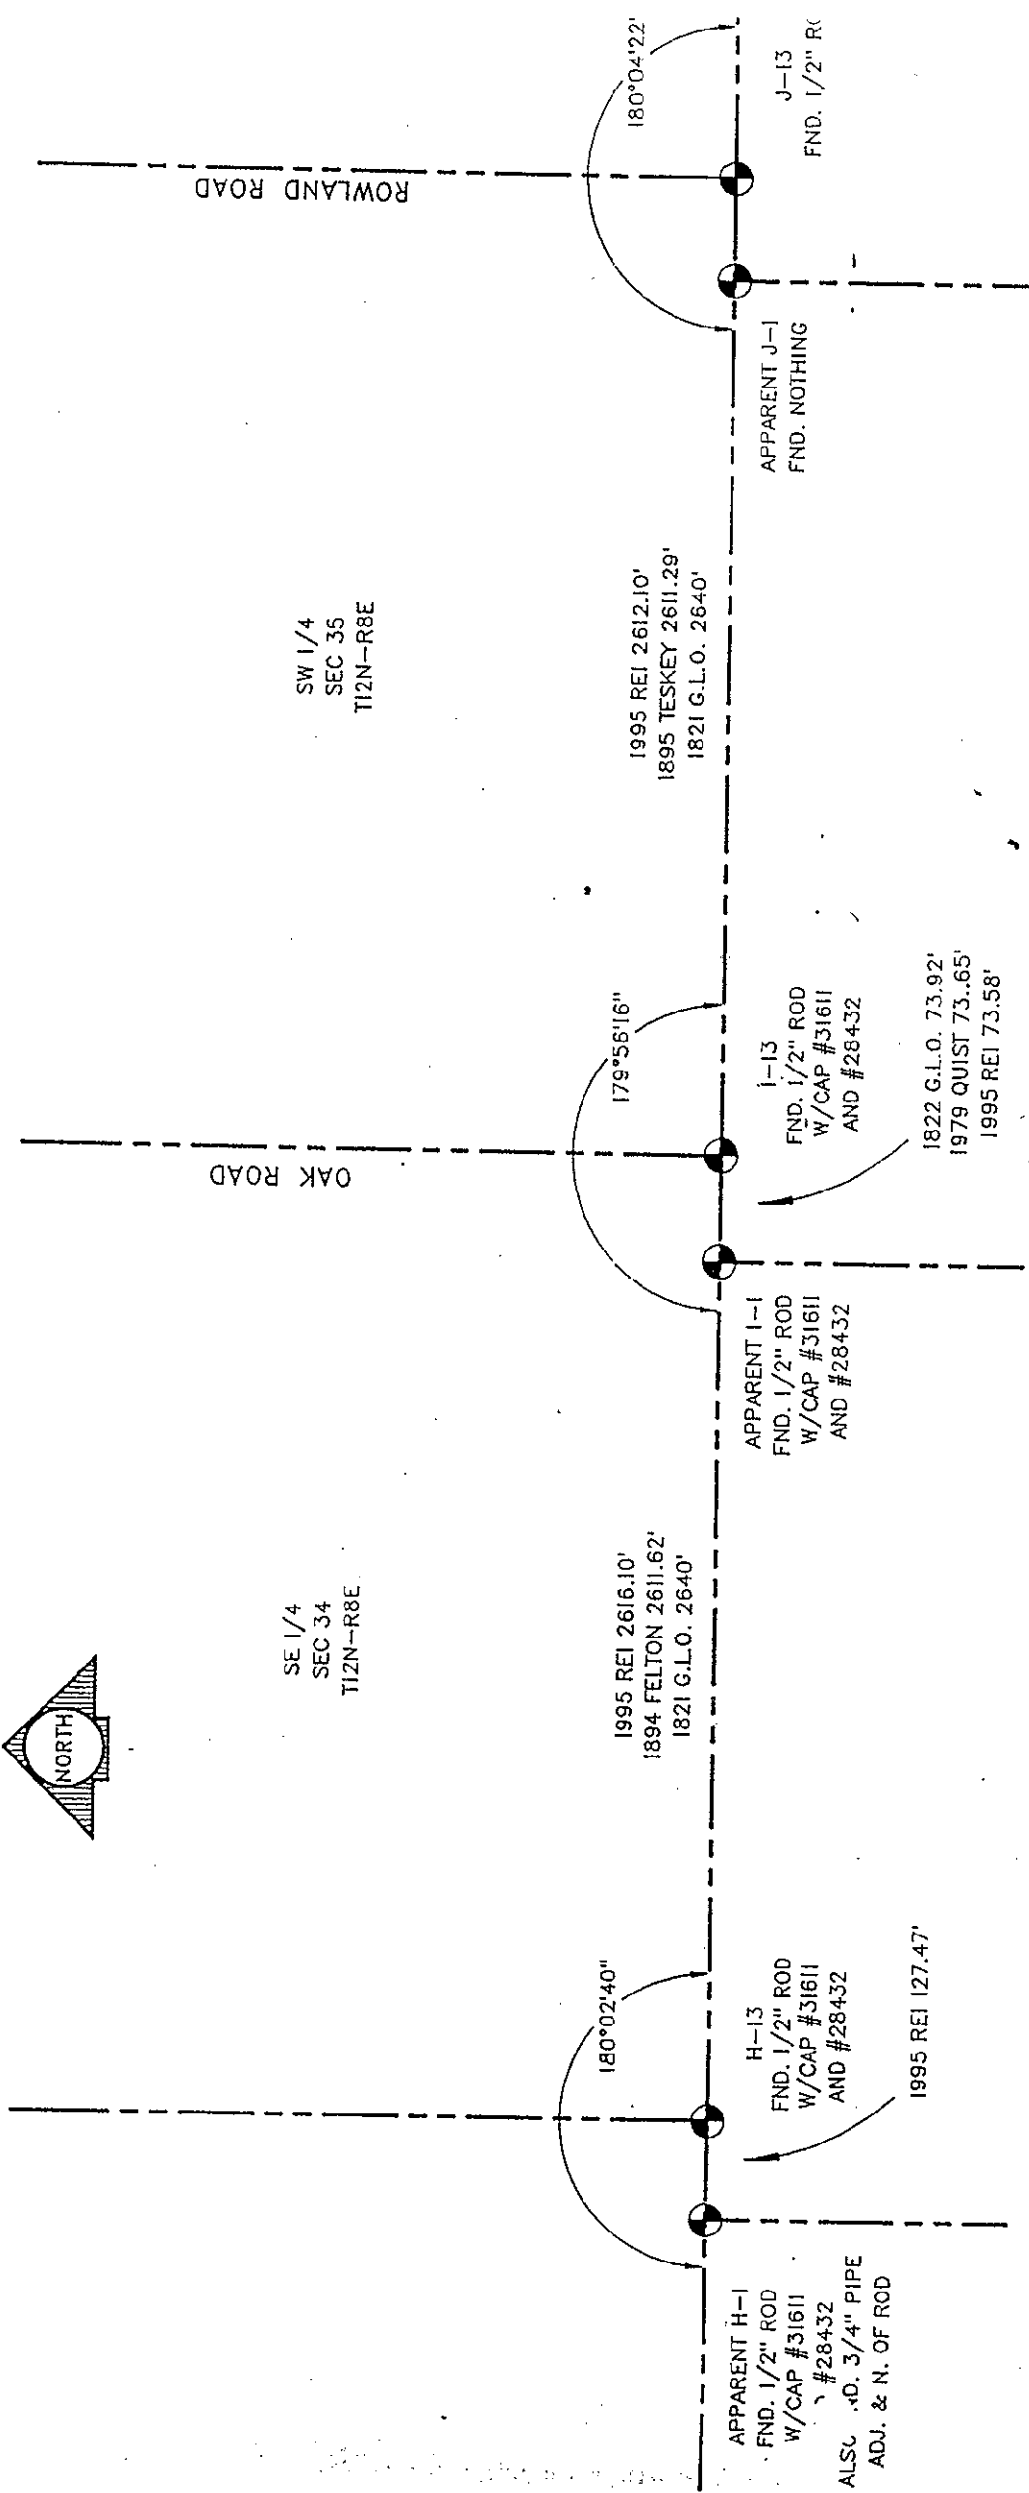 NORTH
SE 1/4
SEC 34
T12N-R8E
SW 1/4
SEC 35
T12N-R8E
OAK ROAD
ROWLAND ROAD
180°02'40"
179°56'16"
180°04'22'
1995 REI 2616.10'
1894 FELTON 2611.62'
1821 G.L.O. 2640'
1995 REI 2612.10'
1895 TESKEY 2611.29'
1821 G.L.O. 2640'
APPARENT H-1
FND. 1/2" ROD
W/CAP #31611
#28432
ALSO 3/4" PIPE
ADJ. & N. OF ROD
H-13
FND. 1/2" ROD
W/CAP #31611
AND #28432
1995 REI 127.47'
APPARENT I-1
FND. 1/2" ROD
W/CAP #31611
AND #28432
I-13
FND. 1/2" ROD
W/CAP #31611
AND #28432
1822 G.L.O. 73.92'
1979 QUIST 73..65'
1995 REI 73.58'
APPARENT J-1
FND. NOTHING
J-13
FND. 1/2"